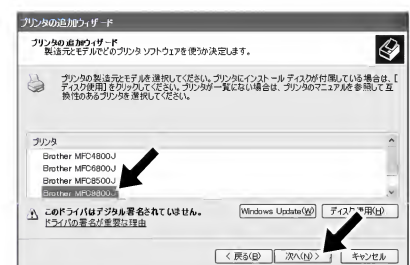 プリンタの追加ウィザード
プリンタの追加ウィザード
製造元とモデルでどのプリンタ ソフトウェアを使うか決定します。
プリンタの製造元とモデルを選択してください。プリンタにインストール ディスクが付属している場合は、[
ディスク使用] をクリックしてください。プリンタが一覧にない場合は、プリンタのマニュアルを参照して互
換性のあるプリンタを選択してください。
プリンタ
Brother MFC4800J
Brother MFC6800J
Brother MFC8500J
Brother MFC9800J
このドライバはデジタル署名されていません。
ドライバの署名が重要な理由
Windows Update(W)
ディスク使用(H)
< 戻る(B)
次へ(N) >
キャンセル